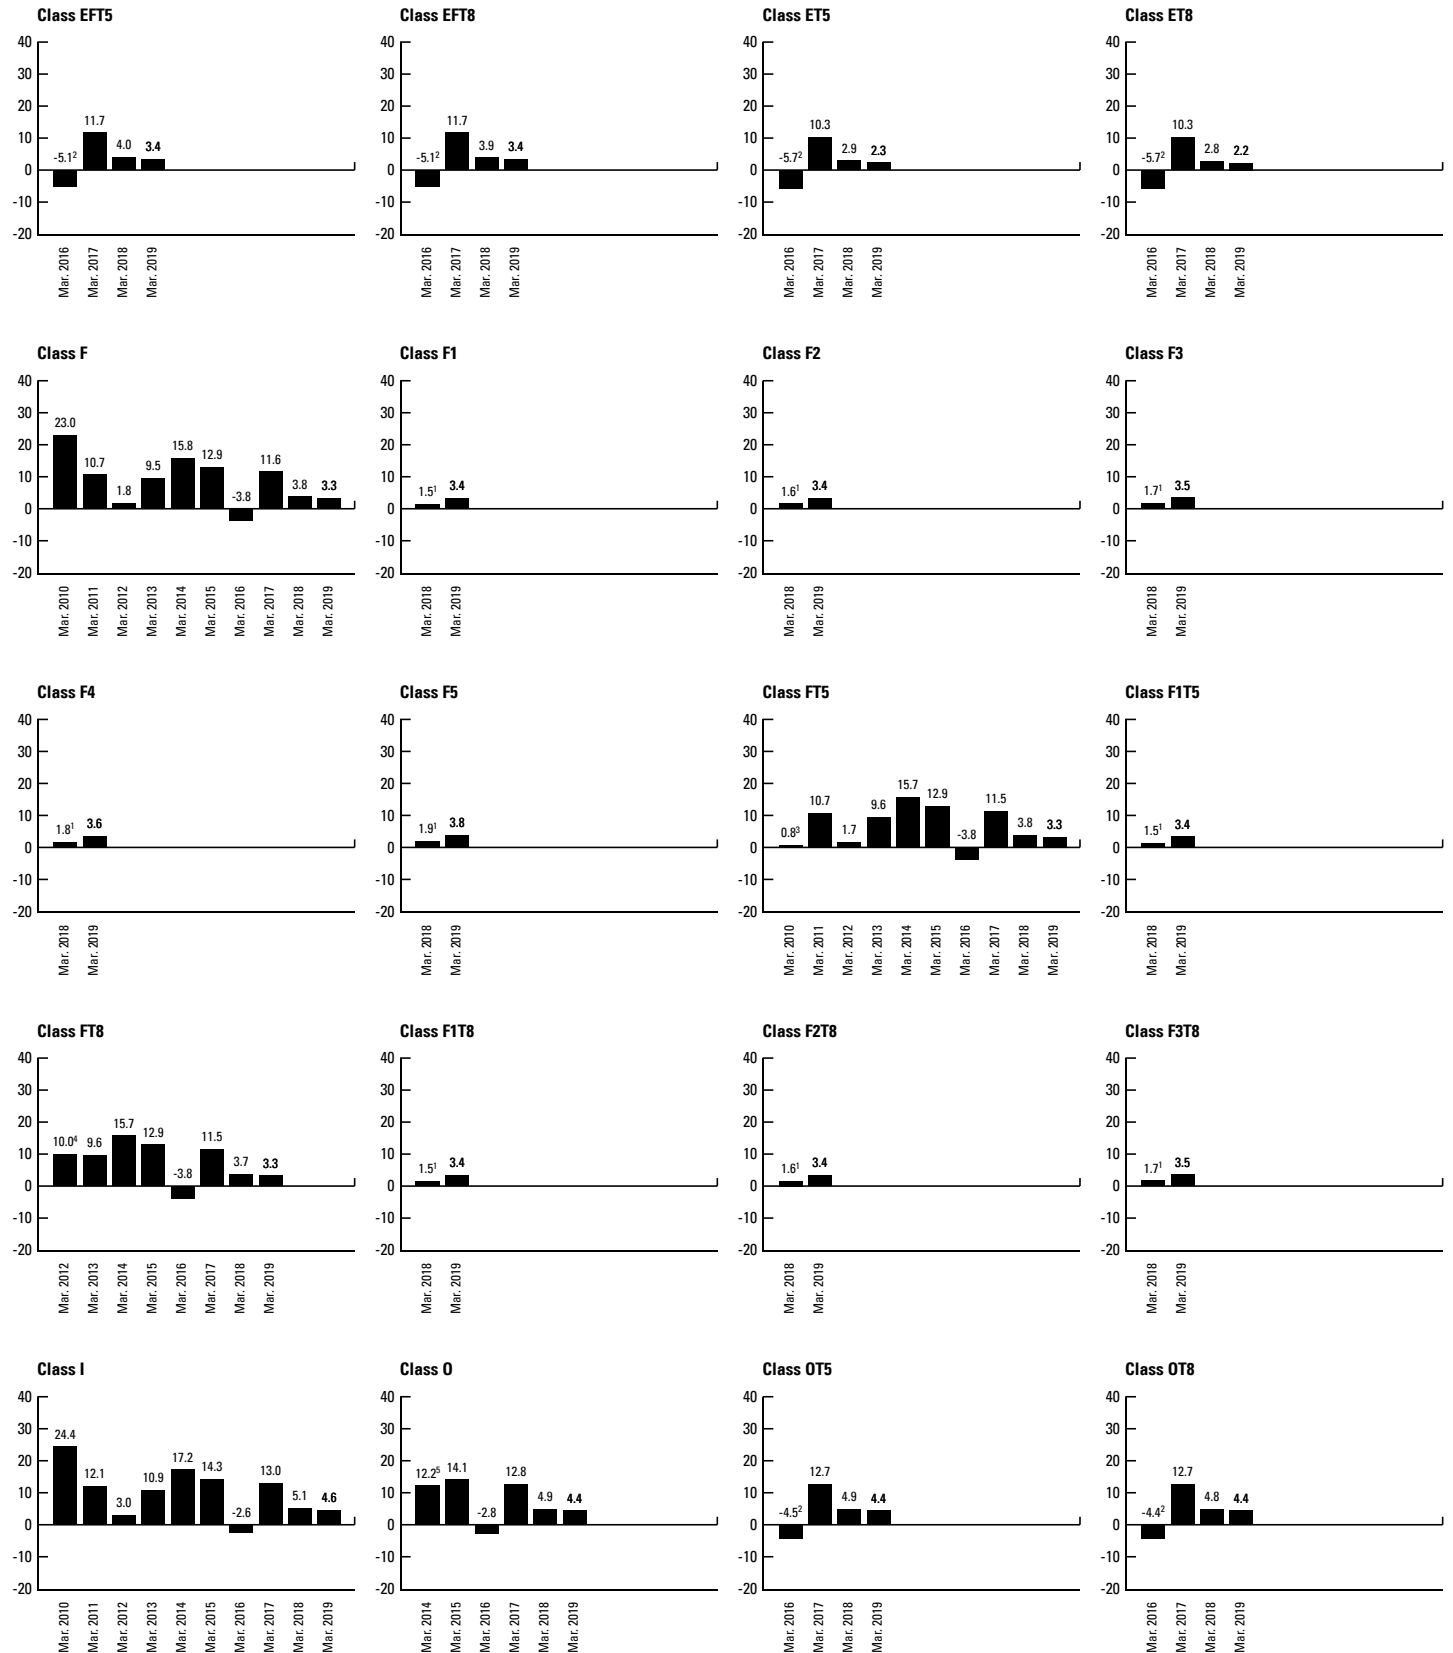 Class EFT5
40
30
20
10
0
-10
-20
-5.1²
11.7
4.0
3.4
Mar. 2016
Mar. 2017
Mar. 2018
Mar. 2019
Class EFT8
40
30
20
10
0
-10
-20
-5.1²
11.7
3.9
3.4
Mar. 2016
Mar. 2017
Mar. 2018
Mar. 2019
Class ET5
40
30
20
10
0
-10
-20
-5.7²
10.3
2.9
2.3
Mar. 2016
Mar. 2017
Mar. 2018
Mar. 2019
Class ET8
40
30
20
10
0
-10
-20
-5.7²
10.3
2.8
2.2
Mar. 2016
Mar. 2017
Mar. 2018
Mar. 2019
Class F
40
30
20
10
0
-10
-20
23.0
10.7
1.8
9.5
15.8
12.9
-3.8
11.6
3.8
3.3
Mar. 2010
Mar. 2011
Mar. 2012
Mar. 2013
Mar. 2014
Mar. 2015
Mar. 2016
Mar. 2017
Mar. 2018
Mar. 2019
Class F1
40
30
20
10
0
-10
-20
1.5¹
3.4
Mar. 2018
Mar. 2019
Class F2
40
30
20
10
0
-10
-20
1.6¹
3.4
Mar. 2018
Mar. 2019
Class F3
40
30
20
10
0
-10
-20
1.7¹
3.5
Mar. 2018
Mar. 2019
Class F4
40
30
20
10
0
-10
-20
1.8¹
3.6
Mar. 2018
Mar. 2019
Class F5
40
30
20
10
0
-10
-20
1.9¹
3.8
Mar. 2018
Mar. 2019
Class FT5
40
30
20
10
0
-10
-20
0.8³
10.7
1.7
9.6
15.7
12.9
-3.8
11.5
3.8
3.3
Mar. 2010
Mar. 2011
Mar. 2012
Mar. 2013
Mar. 2014
Mar. 2015
Mar. 2016
Mar. 2017
Mar. 2018
Mar. 2019
Class F1T5
40
30
20
10
0
-10
-20
1.5¹
3.4
Mar. 2018
Mar. 2019
Class FT8
40
30
20
10
0
-10
-20
10.0⁴
9.6
15.7
12.9
-3.8
11.5
3.7
3.3
Mar. 2012
Mar. 2013
Mar. 2014
Mar. 2015
Mar. 2016
Mar. 2017
Mar. 2018
Mar. 2019
Class F1T8
40
30
20
10
0
-10
-20
1.5¹
3.4
Mar. 2018
Mar. 2019
Class F2T8
40
30
20
10
0
-10
-20
1.6¹
3.4
Mar. 2018
Mar. 2019
Class F3T8
40
30
20
10
0
-10
-20
1.7¹
3.5
Mar. 2018
Mar. 2019
Class I
40
30
20
10
0
-10
-20
24.4
12.1
3.0
10.9
17.2
14.3
-2.6
13.0
5.1
4.6
Mar. 2010
Mar. 2011
Mar. 2012
Mar. 2013
Mar. 2014
Mar. 2015
Mar. 2016
Mar. 2017
Mar. 2018
Mar. 2019
Class O
40
30
20
10
0
-10
-20
12.2⁵
14.1
-2.8
12.8
4.9
4.4
Mar. 2014
Mar. 2015
Mar. 2016
Mar. 2017
Mar. 2018
Mar. 2019
Class OT5
40
30
20
10
0
-10
-20
-4.5²
12.7
4.9
4.4
Mar. 2016
Mar. 2017
Mar. 2018
Mar. 2019
Class OT8
40
30
20
10
0
-10
-20
-4.4²
12.7
4.8
4.4
Mar. 2016
Mar. 2017
Mar. 2018
Mar. 2019